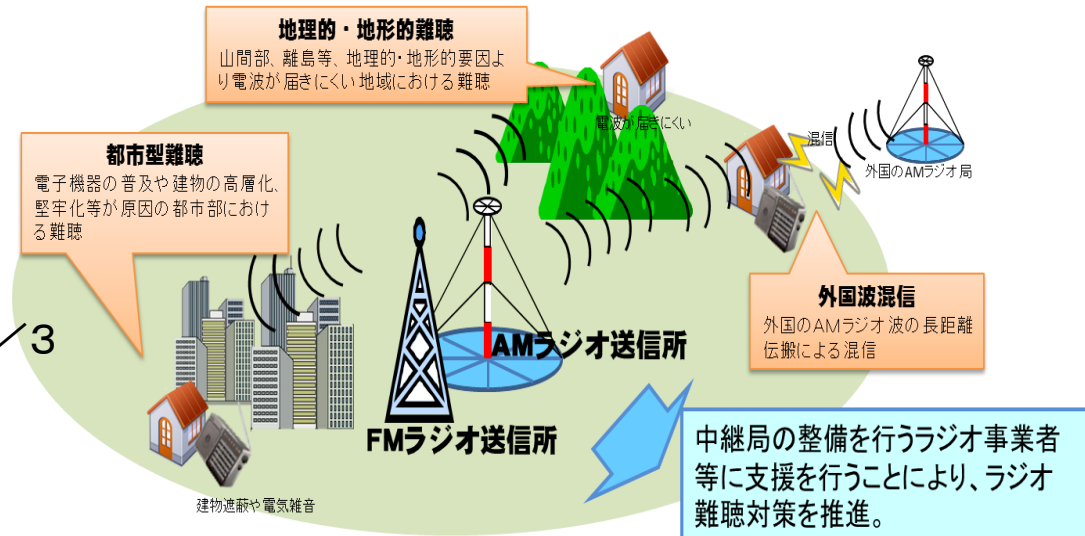 地理的・地形的難聴
山間部、離島等、地理的・地形的要因よ
り電波が届きにくい地域における難聴
電波が届きにくい
混信
外国のAMラジオ局
都市型難聴
電子機器の普及や建物の高層化、
堅牢化等が原因の都市部におけ
る難聴
外国波混信
外国のAMラジオ波の長距離
伝搬による混信
3
AMラジオ送信所
FMラジオ送信所
建物遮蔽や電気雑音
中継局の整備を行うラジオ事業者
等に支援を行うことにより、ラジオ
難聴対策を推進。